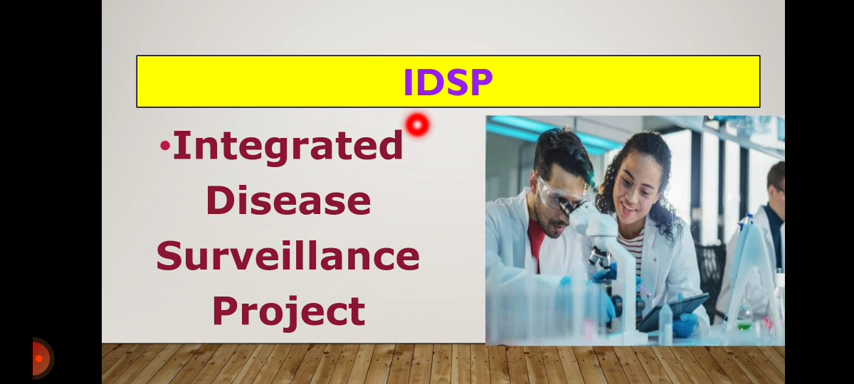 IDSP
•Integrated
Disease
Surveillance
Project